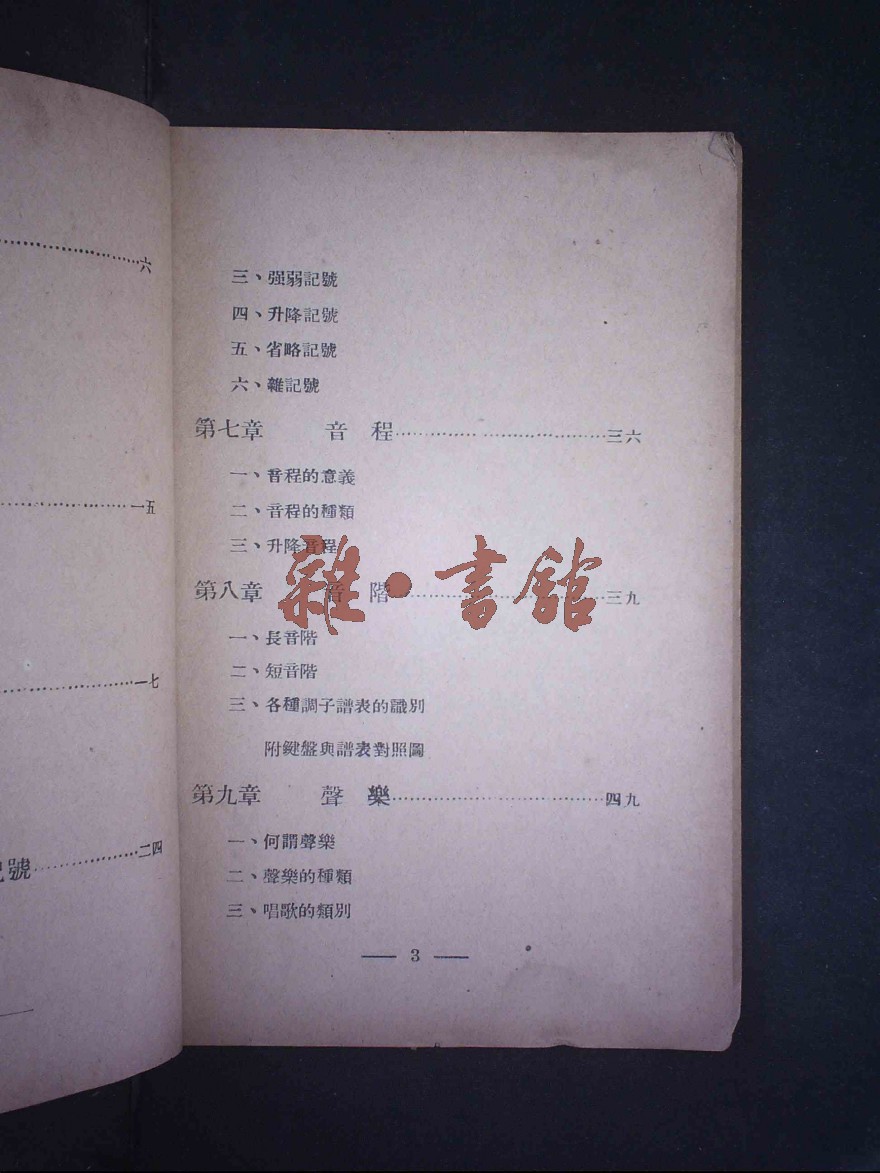 六
一五
一七
號
二四
三、强弱記號
四、升降記號
五、省略記號
六、雜記號
第七章 音 程 三六
一、音程的意義
二、音程的種類
三、升降音程
雜·書舘
第八章 音 階 三九
一、長音階
二、短音階
三、各種調子譜表的識別
附鍵盤與譜表對照圖
第九章 聲 樂 四九
一、何謂聲樂
二、聲樂的種類
三、唱歌的類別
— 3 —